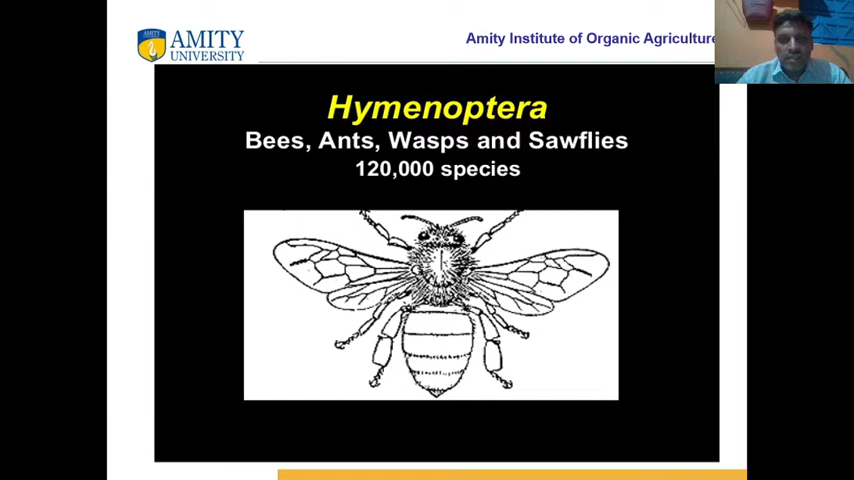 AMITY
AMITY
UNIVERSITY
Amity Institute of Organic Agriculture
Hymenoptera
Bees, Ants, Wasps and Sawflies
120,000 species